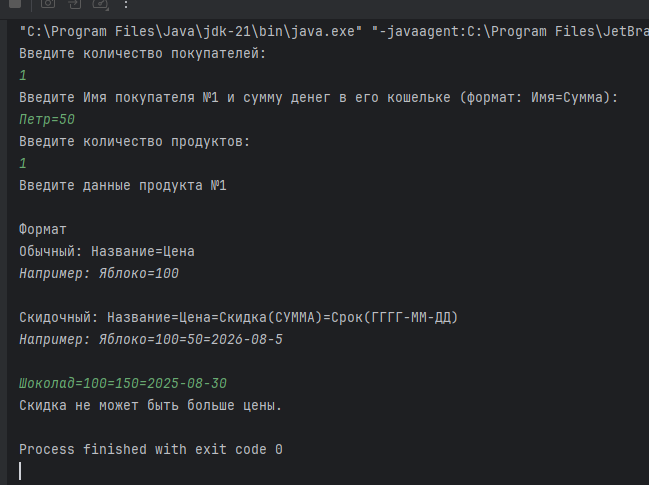 "C:\Program Files\Java\jdk-21\bin\java.exe" "-javaagent:C:\Program Files\JetBra
Введите количество покупателей:
1
Введите Имя покупателя №1 и сумму денег в его кошельке (формат: Имя=Сумма):
Петр=50
Введите количество продуктов:
1
Введите данные продукта №1
Формат
Обычный: Название=Цена
Например: Яблоко=100
Скидочный: Название=Цена=Скидка(СУММА)=Срок(ГГГГ-ММ-ДД)
Например: Яблоко=100=50=2026-08-5
Шоколад=100=150=2025-08-30
Скидка не может быть больше цены.
Process finished with exit code 0